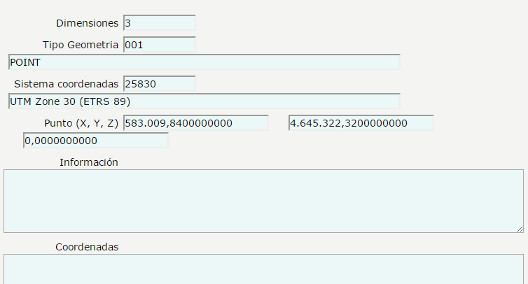 Dimensiones 3
Tipo Geometria 001
POINT
Sistema coordenadas 25830
UTM Zone 30 (ETRS 89)
Punto (X, Y, Z) 583.009,8400000000 4.645.322,3200000000
0,0000000000
Información
Coordenadas